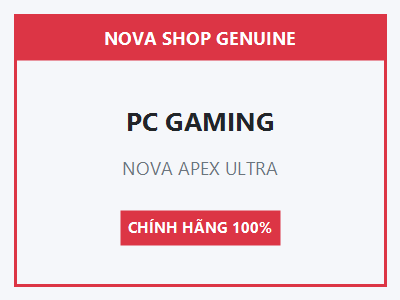 NOVA SHOP GENUINE
PC GAMING
NOVA APEX ULTRA
CHÍNH HÃNG 100%